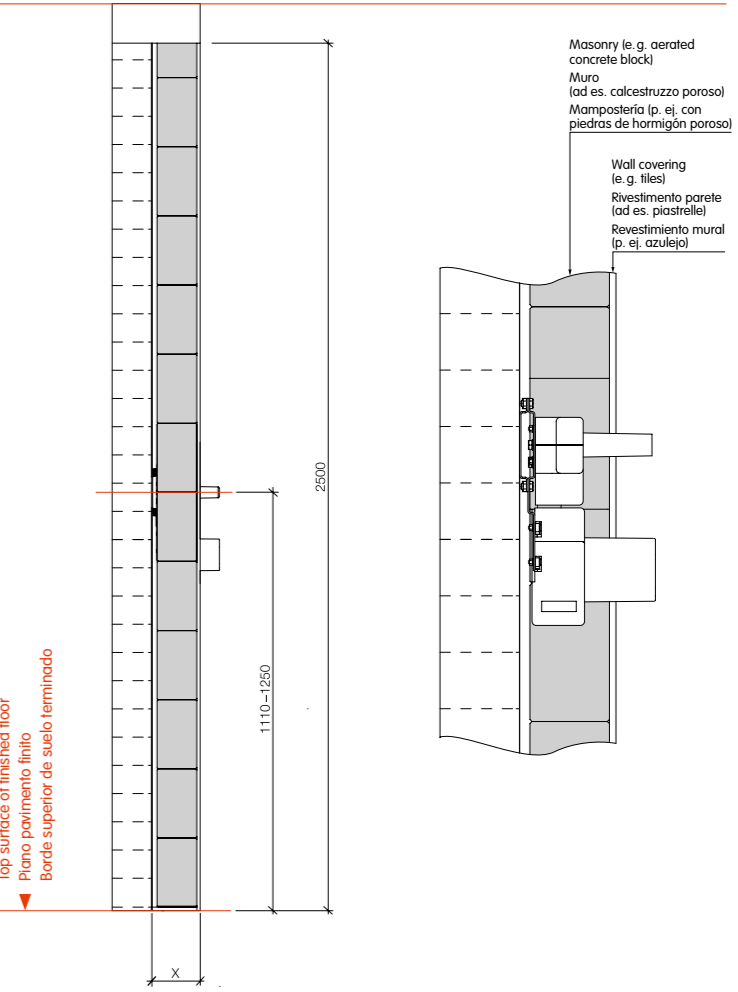 Masonry (e. g. aerated
concrete block)
Muro
(ad es. calcestruzzo poroso)
Mampostería (p. ej. con
piedras de hormigón poroso)
Wall covering
(e. g. tiles)
Rivestimento parete
(ad es. piastrelle)
Revestimiento mural
(p. ej. azulejo)
2500
1110–1250
Top surface of finished floor
Piano pavimento finito
Borde superior de suelo terminado
X